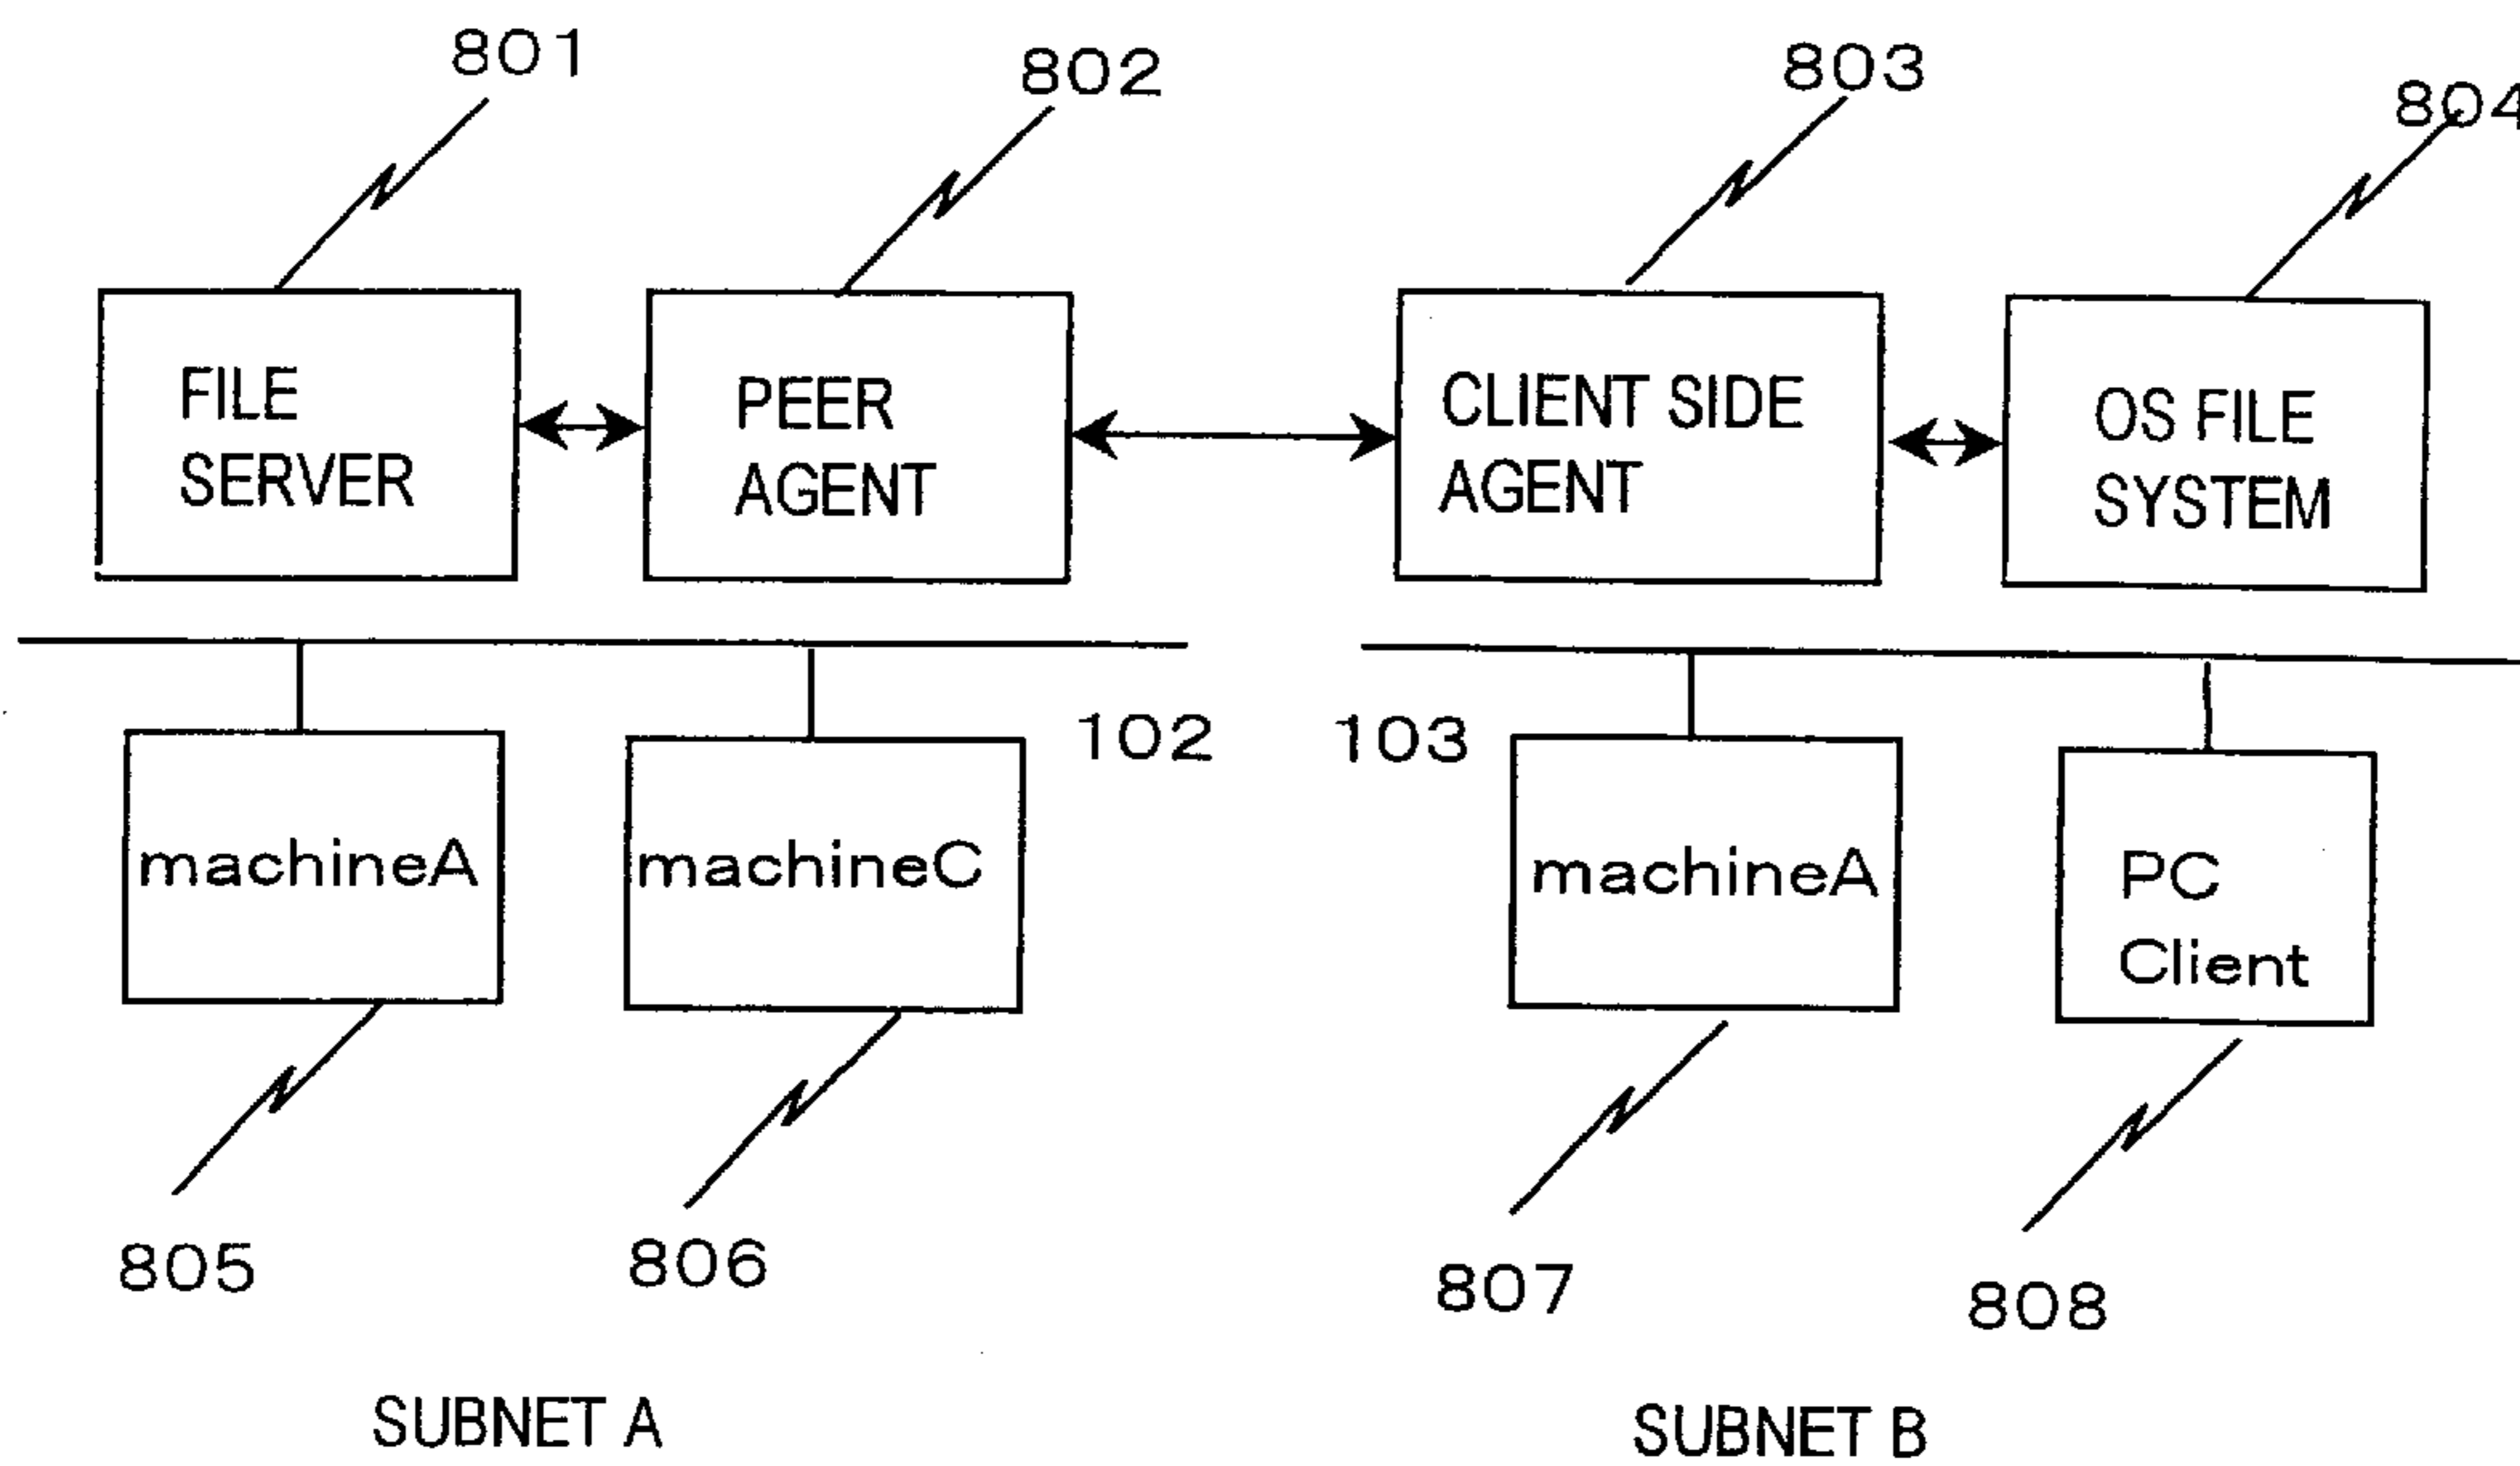 801
802
803
804
FILE
SERVER
PEER
AGENT
CLIENT SIDE
AGENT
OS FILE
SYSTEM
102
103
machineA
machineC
machineA
PC
Client
805
806
807
808
SUBNET A
SUBNET B